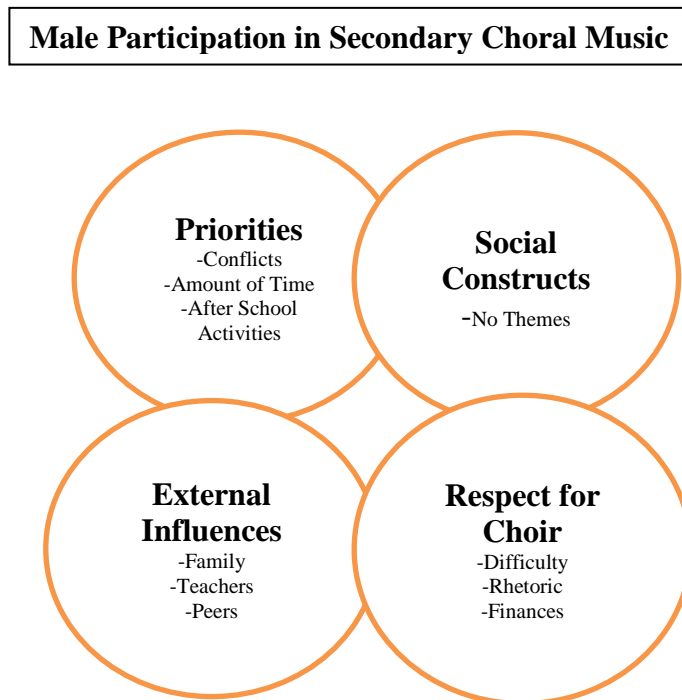 Male Participation in Secondary Choral Music
Priorities
-Conflicts
-Amount of Time
-After School
Activities
Social
Constructs
-No Themes
External
Influences
-Family
-Teachers
-Peers
Respect for
Choir
-Difficulty
-Rhetoric
-Finances